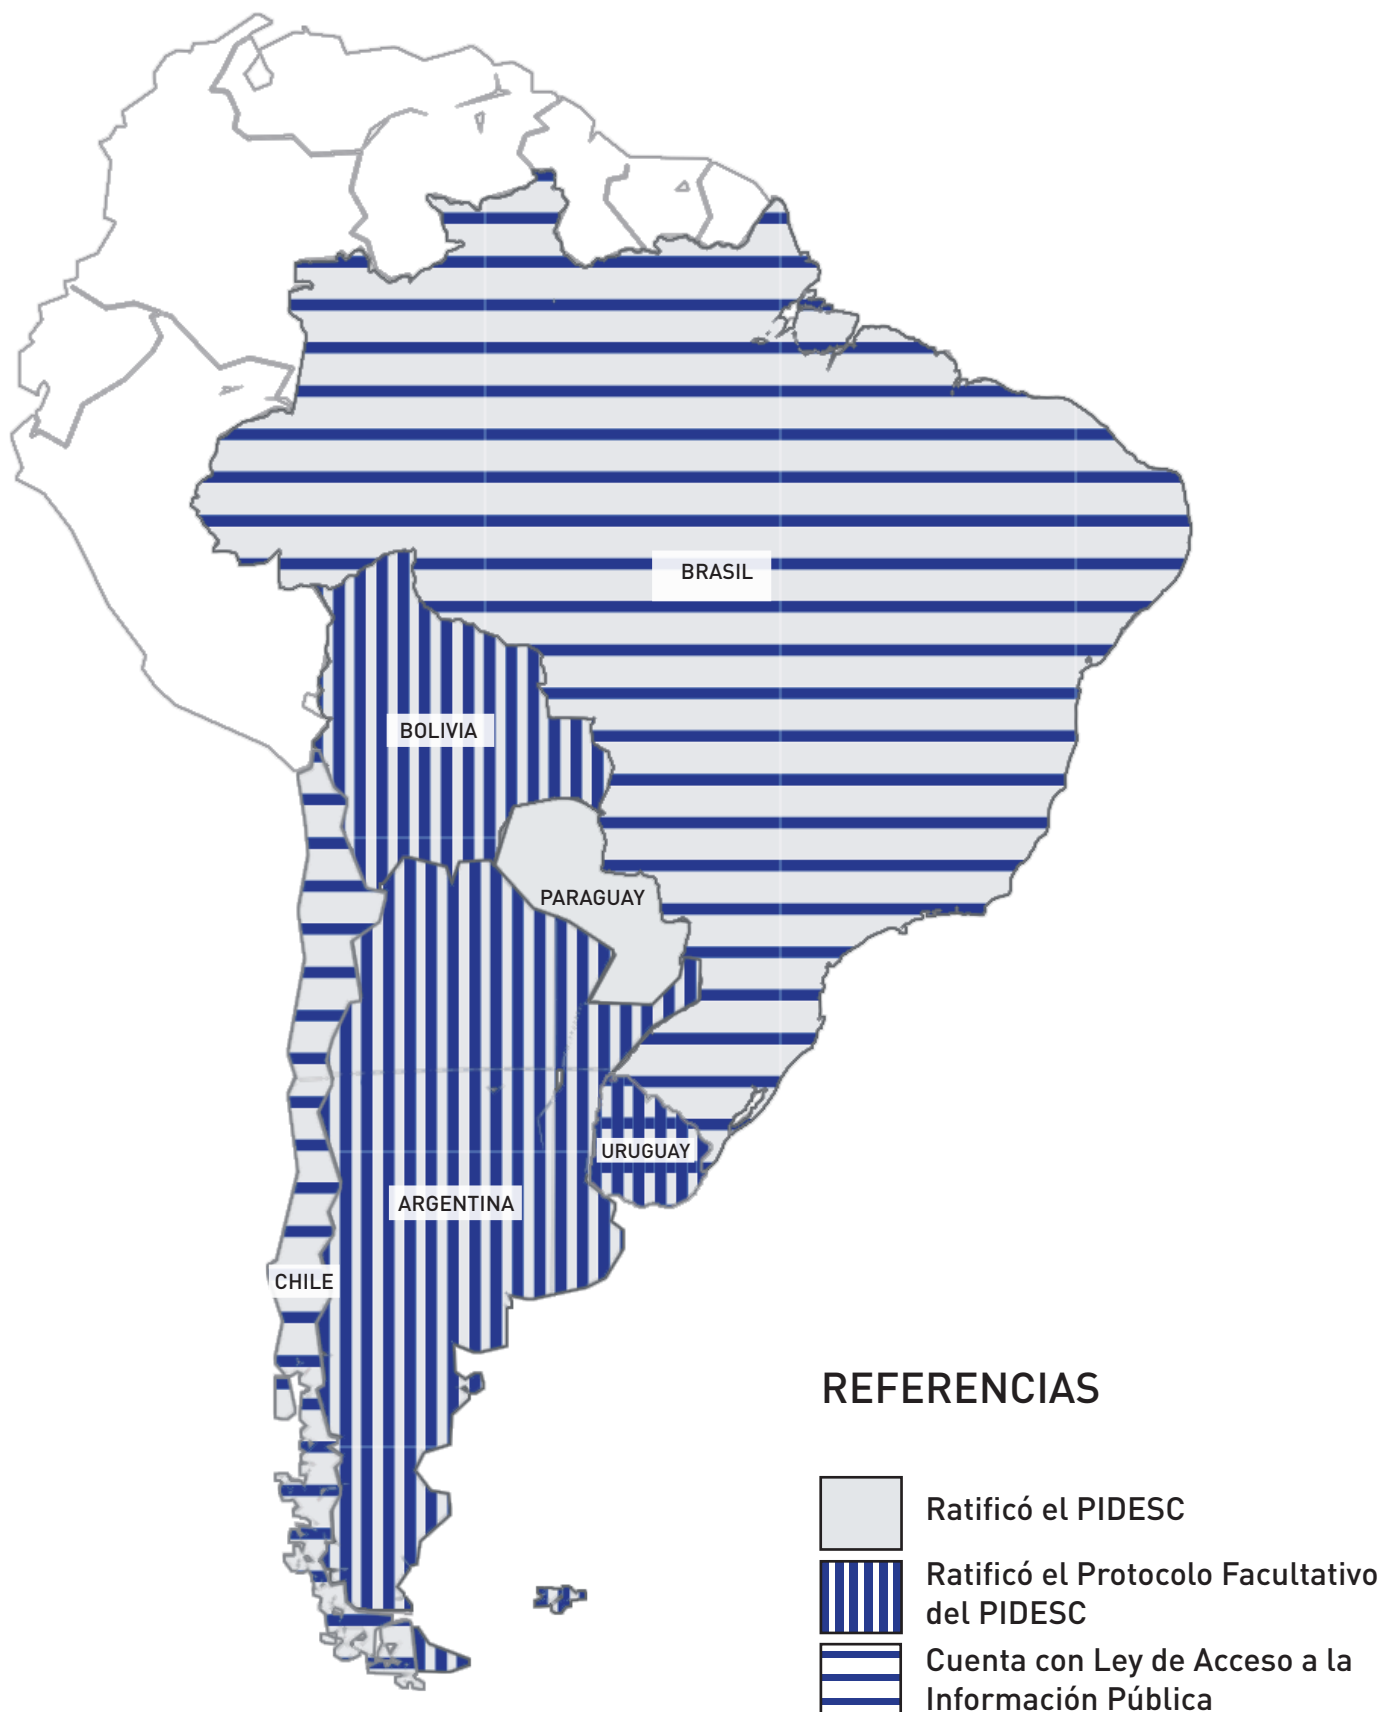 BRASIL
BOLIVIA
PARAGUAY
URUGUAY
ARGENTINA
CHILE
REFERENCIAS
Ratificó el PIDESC
Ratificó el Protocolo Facultativo
del PIDESC
Cuenta con Ley de Acceso a la
Información Pública